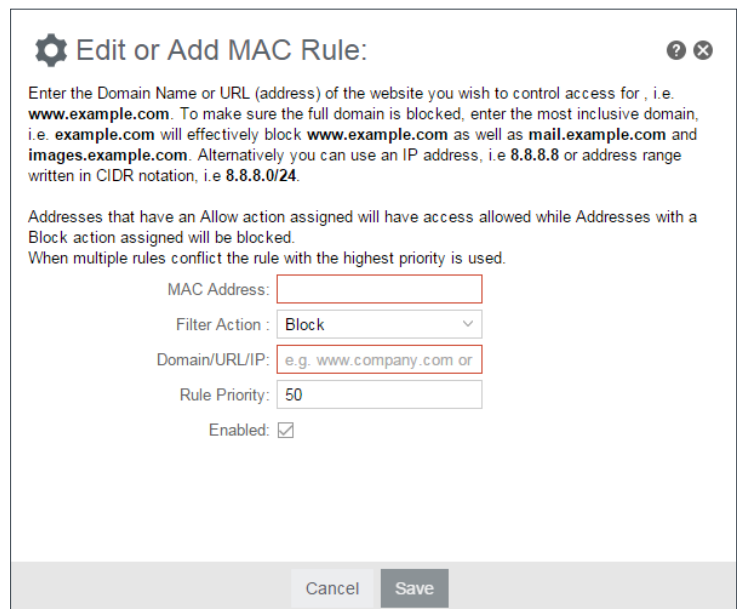 Edit or Add MAC Rule:
Enter the Domain Name or URL (address) of the website you wish to control access for , i.e.
www.example.com. To make sure the full domain is blocked, enter the most inclusive domain,
i.e. example.com will effectively block www.example.com as well as mail.example.com and
images.example.com. Alternatively you can use an IP address, i.e 8.8.8.8 or address range
written in CIDR notation, i.e 8.8.8.0/24.
Addresses that have an Allow action assigned will have access allowed while Addresses with a
Block action assigned will be blocked.
When multiple rules conflict the rule with the highest priority is used.
MAC Address:
Filter Action : Block
Domain/URL/IP: e.g. www.company.com or
Rule Priority: 50
Enabled:
Cancel Save